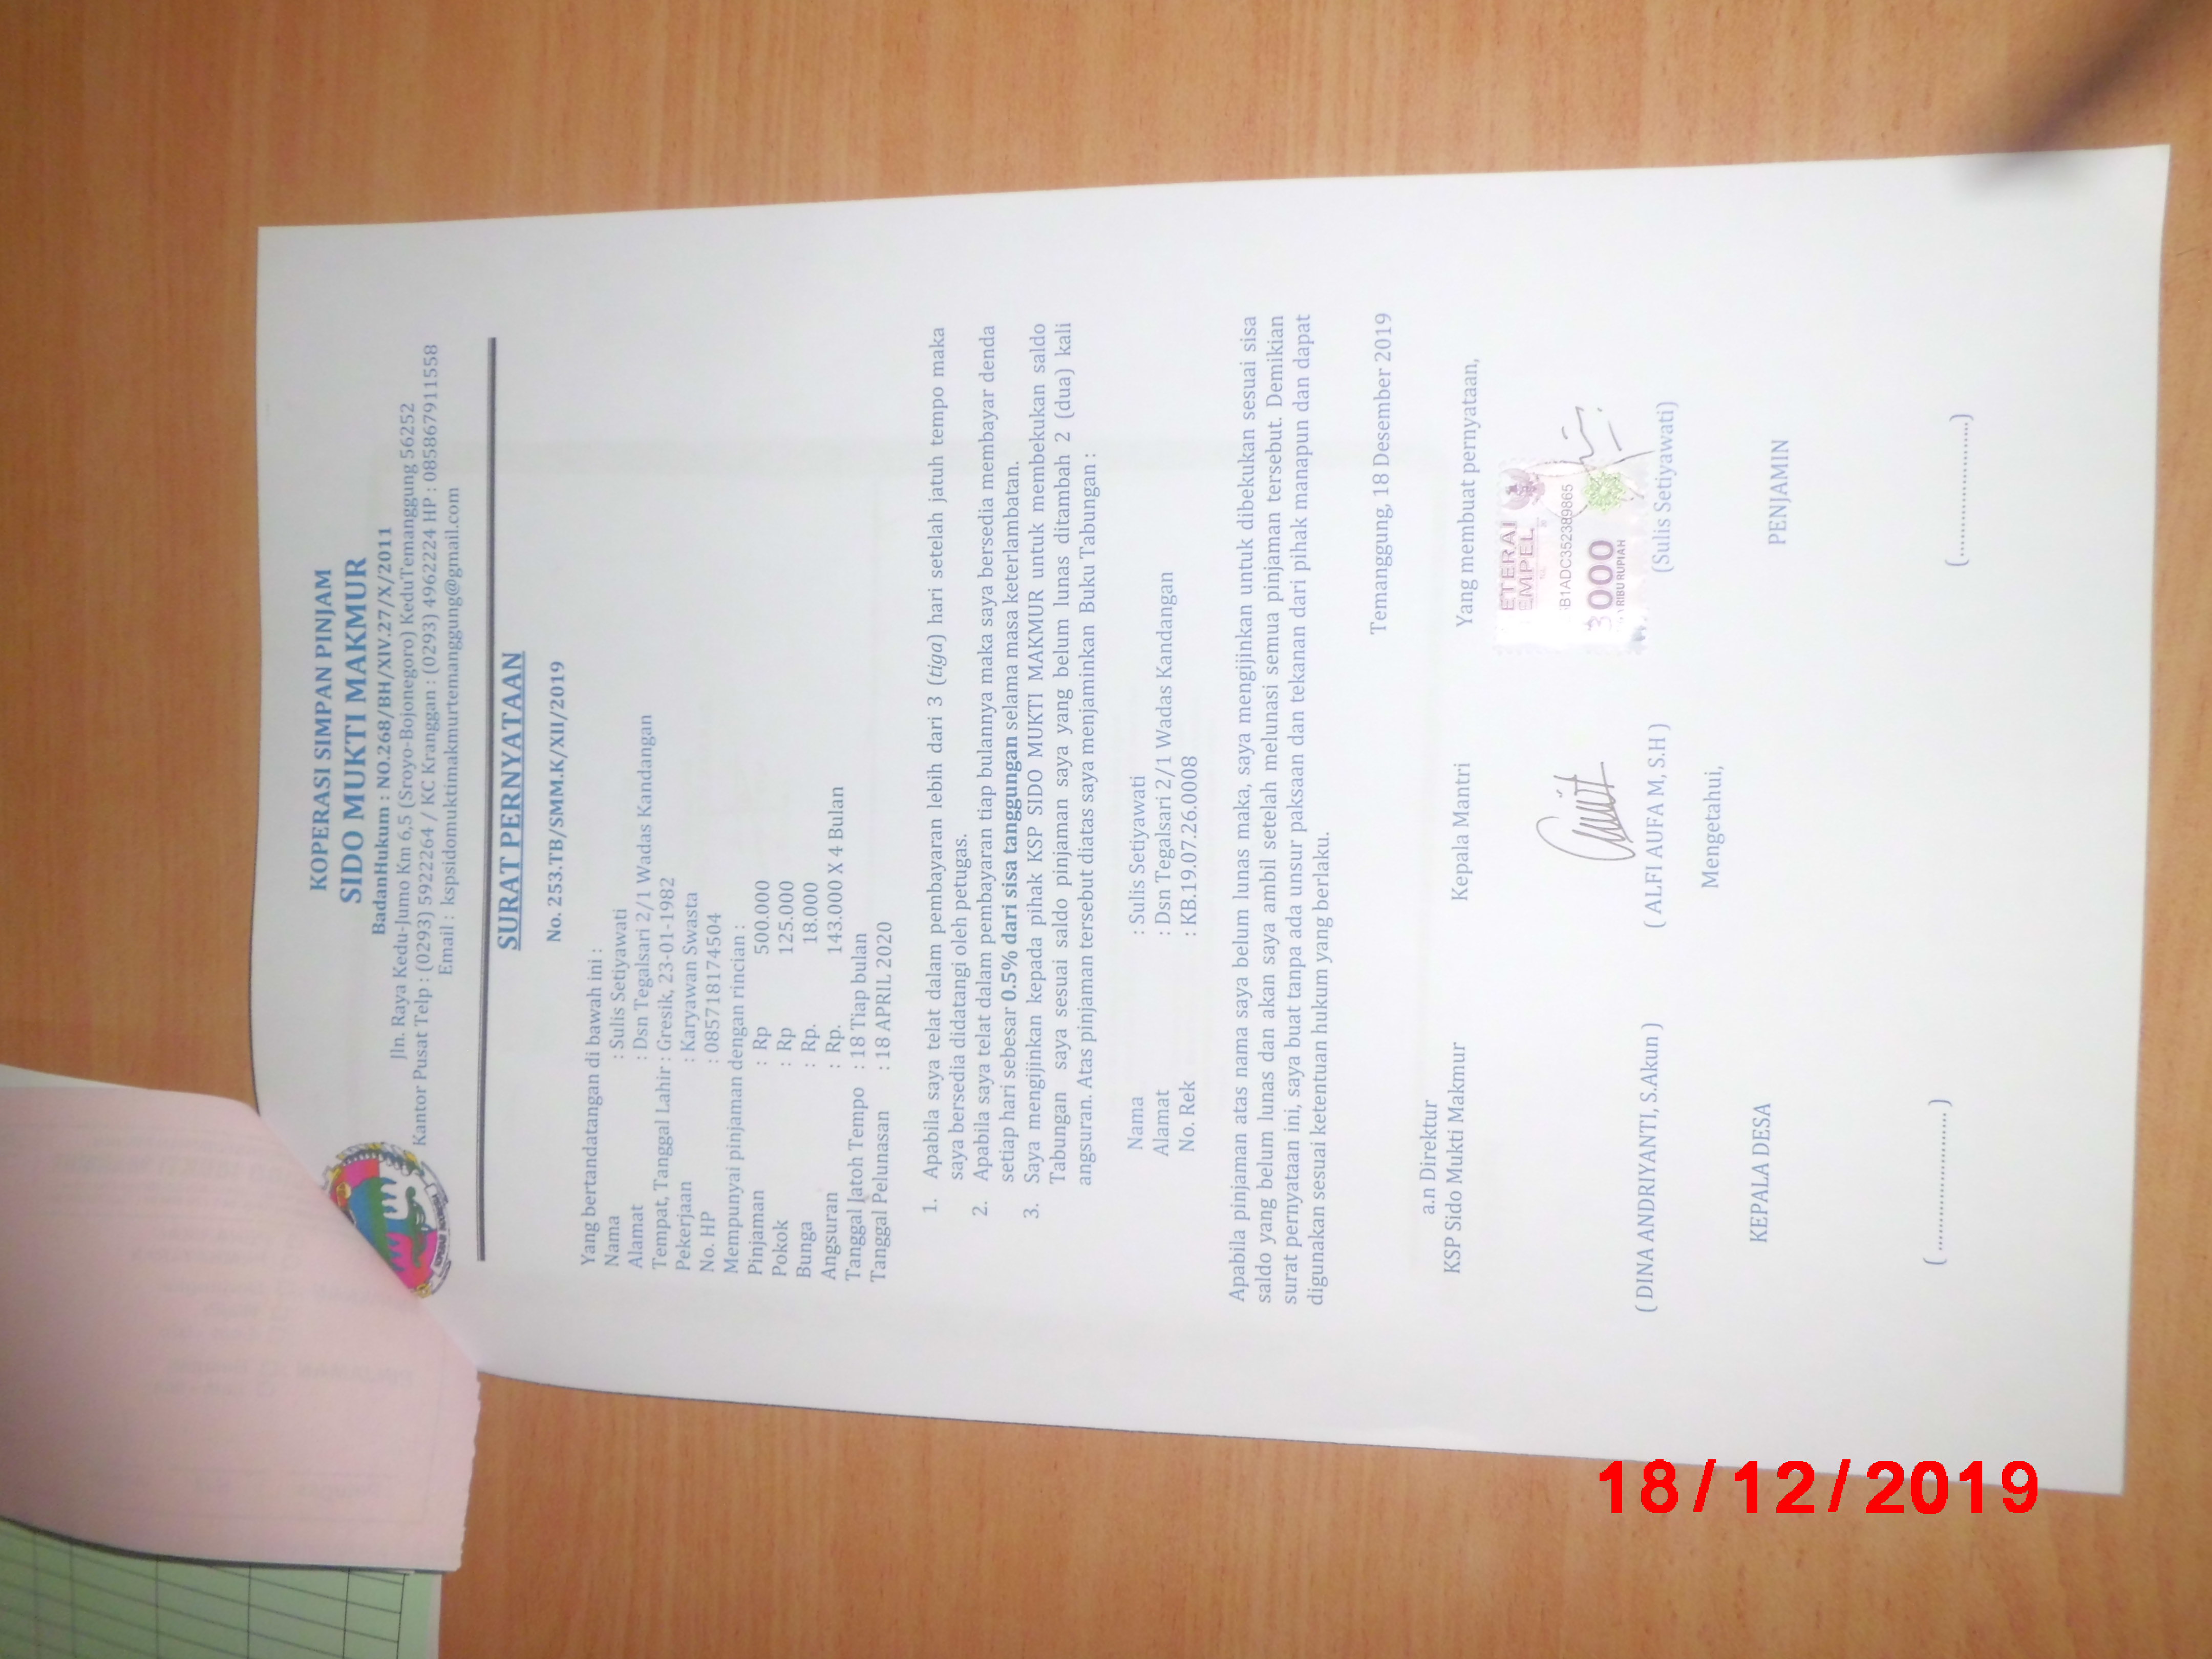 KOPERASI SIMPAN PINJAM
SIDO MUKTI MAKMUR
BadanHukum : NO.268/BH/XIV.27/X/2011
Jln. Raya Kedu-Jumo Km 6,5 (Sroyo-Bojonegoro) KeduTemanggung 56252
Kantor Pusat Telp : (0293) 5922264 / KC Kranggan : (0293) 4962224 HP : 085867911558
Email : kspsidomuktimakmurtemanggung@gmail.com
SURAT PERNYATAAN
No. 253.TB/SMM.K/XII/2019
Yang bertandatangan di bawah ini :
Nama : Sulis Setiyawati
Alamat : Dsn Tegalsari 2/1 Wadas Kandangan
Tempat, Tanggal Lahir : Gresik, 23-01-1982
Pekerjaan : Karyawan Swasta
No. HP : 085718174504
Mempunyai pinjaman dengan rincian :
Pinjaman : Rp 500.000
Pokok : Rp 125.000
Bunga : Rp. 18.000
Angsuran : Rp. 143.000 X 4 Bulan
Tanggal Jatoh Tempo : 18 Tiap bulan
Tanggal Pelunasan : 18 APRIL 2020
1. Apabila saya telat dalam pembayaran lebih dari 3 (tiga) hari setelah jatuh tempo maka
saya bersedia didatangi oleh petugas.
2. Apabila saya telat dalam pembayaran tiap bulannya maka saya bersedia membayar denda
setiap hari sebesar 0.5% dari sisa tanggungan selama masa keterlambatan.
3. Saya mengijinkan kepada pihak KSP SIDO MUKTI MAKMUR untuk membekukan saldo
Tabungan saya sesuai saldo pinjaman saya yang belum lunas ditambah 2 (dua) kali
angsuran. Atas pinjaman tersebut diatas saya menjaminkan Buku Tabungan :
Nama : Sulis Setiyawati
Alamat : Dsn Tegalsari 2/1 Wadas Kandangan
No. Rek : KB.19.07.26.0008
Apabila pinjaman atas nama saya belum lunas maka, saya mengijinkan untuk dibekukan sesuai sisa
saldo yang belum lunas dan akan saya ambil setelah melunasi semua pinjaman tersebut. Demikian
surat pernyataan ini, saya buat tanpa ada unsur paksaan dan tekanan dari pihak manapun dan dapat
digunakan sesuai ketentuan hukum yang berlaku.
Temanggung, 18 Desember 2019
a.n Direktur
KSP Sido Mukti Makmur Kepala Mantri Yang membuat pernyataan,
ETERAI
EMPEL
B1ADC352389865
3000
RIBU RUPIAH
( DINA ANDRIYANTI, S.Akun ) ( ALFI AUFA M, S.H ) (Sulis Setiyawati)
Mengetahui,
KEPALA DESA PENJAMIN
( ........................ ) (........................)
18/12/2019